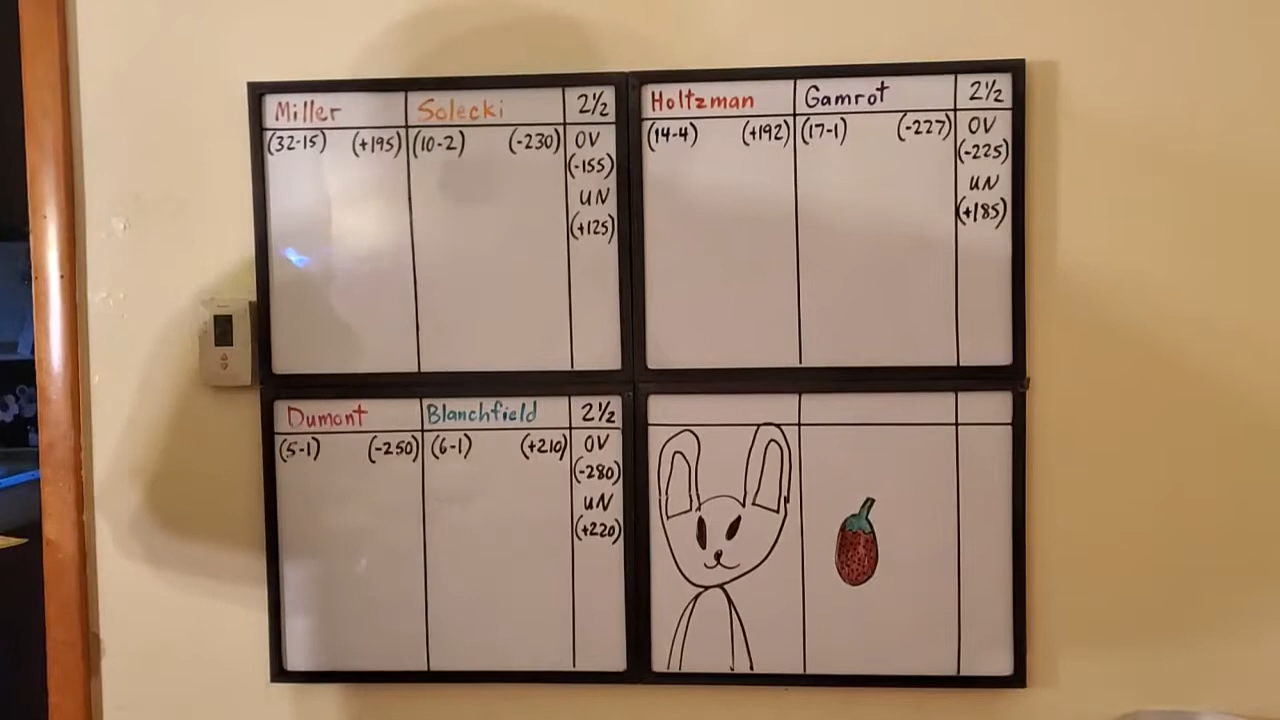 Miller Solecki 2½
(32-15) (+195) (10-2) (-230) OV
(-155)
UN
(+125)
Holtzman Gamrot 2½
(14-4) (+192) (17-1) (-227) OV
(-225)
UN
(+185)
Dumont Blanchfield 2½
(5-1) (-250) (6-1) (+210) OV
(-280)
UN
(+220)